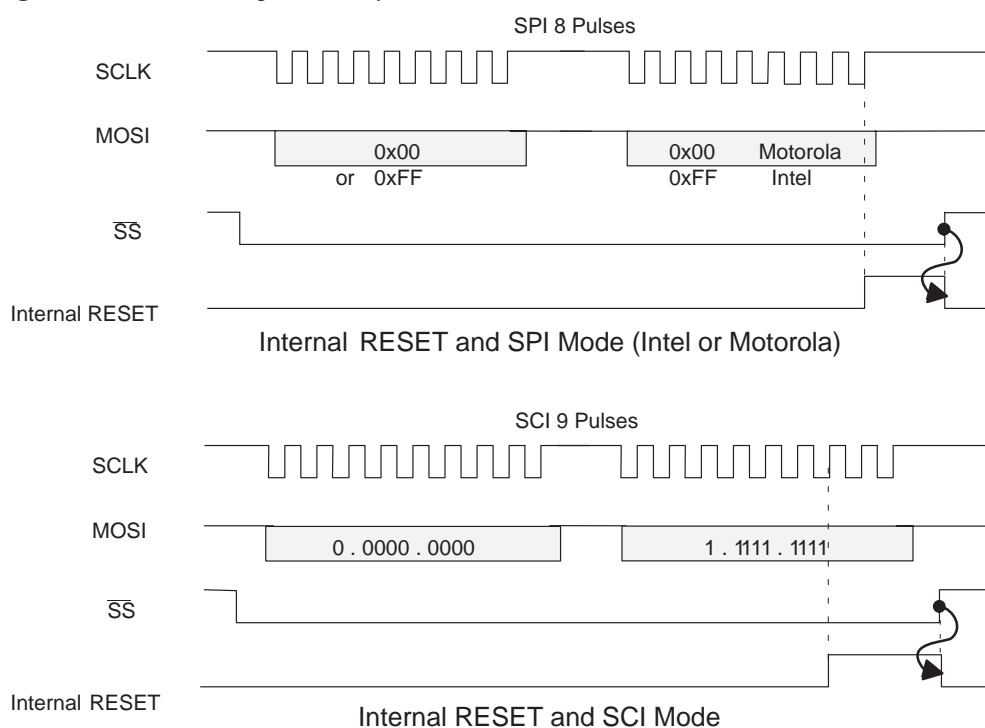 SPI 8 Pulses
SCLK
MOSI
0x00
or 0xFF
0x00 Motorola
0xFF Intel
SS
Internal RESET
Internal RESET and SPI Mode (Intel or Motorola)
SCI 9 Pulses
SCLK
MOSI
0 . 0000 . 0000
1 . 1111 . 1111
SS
Internal RESET
Internal RESET and SCI Mode